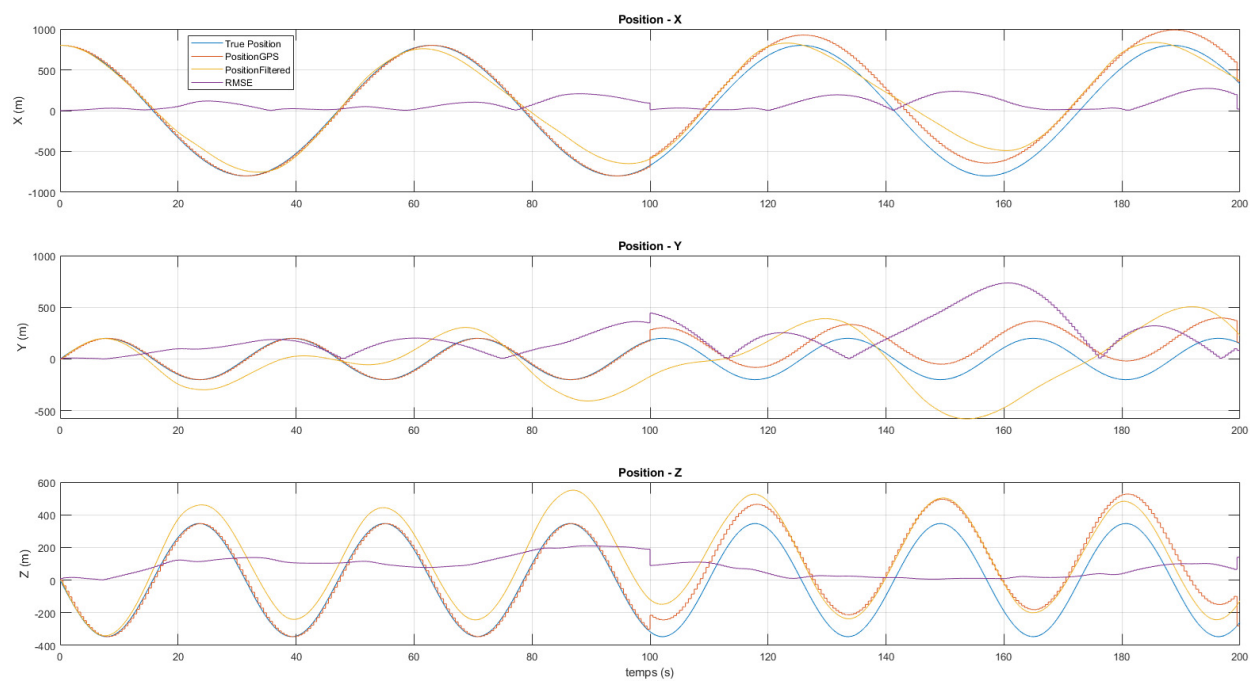 Position - X
1000
500
0
-500
-1000
X (m)
True Position
PositionGPS
PositionFiltered
RMSE
0 20 40 60 80 100 120 140 160 180 200
Position - Y
1000
500
0
-500
Y (m)
0 20 40 60 80 100 120 140 160 180 200
Position - Z
600
400
200
0
-200
-400
Z (m)
0 20 40 60 80 100 120 140 160 180 200
temps (s)